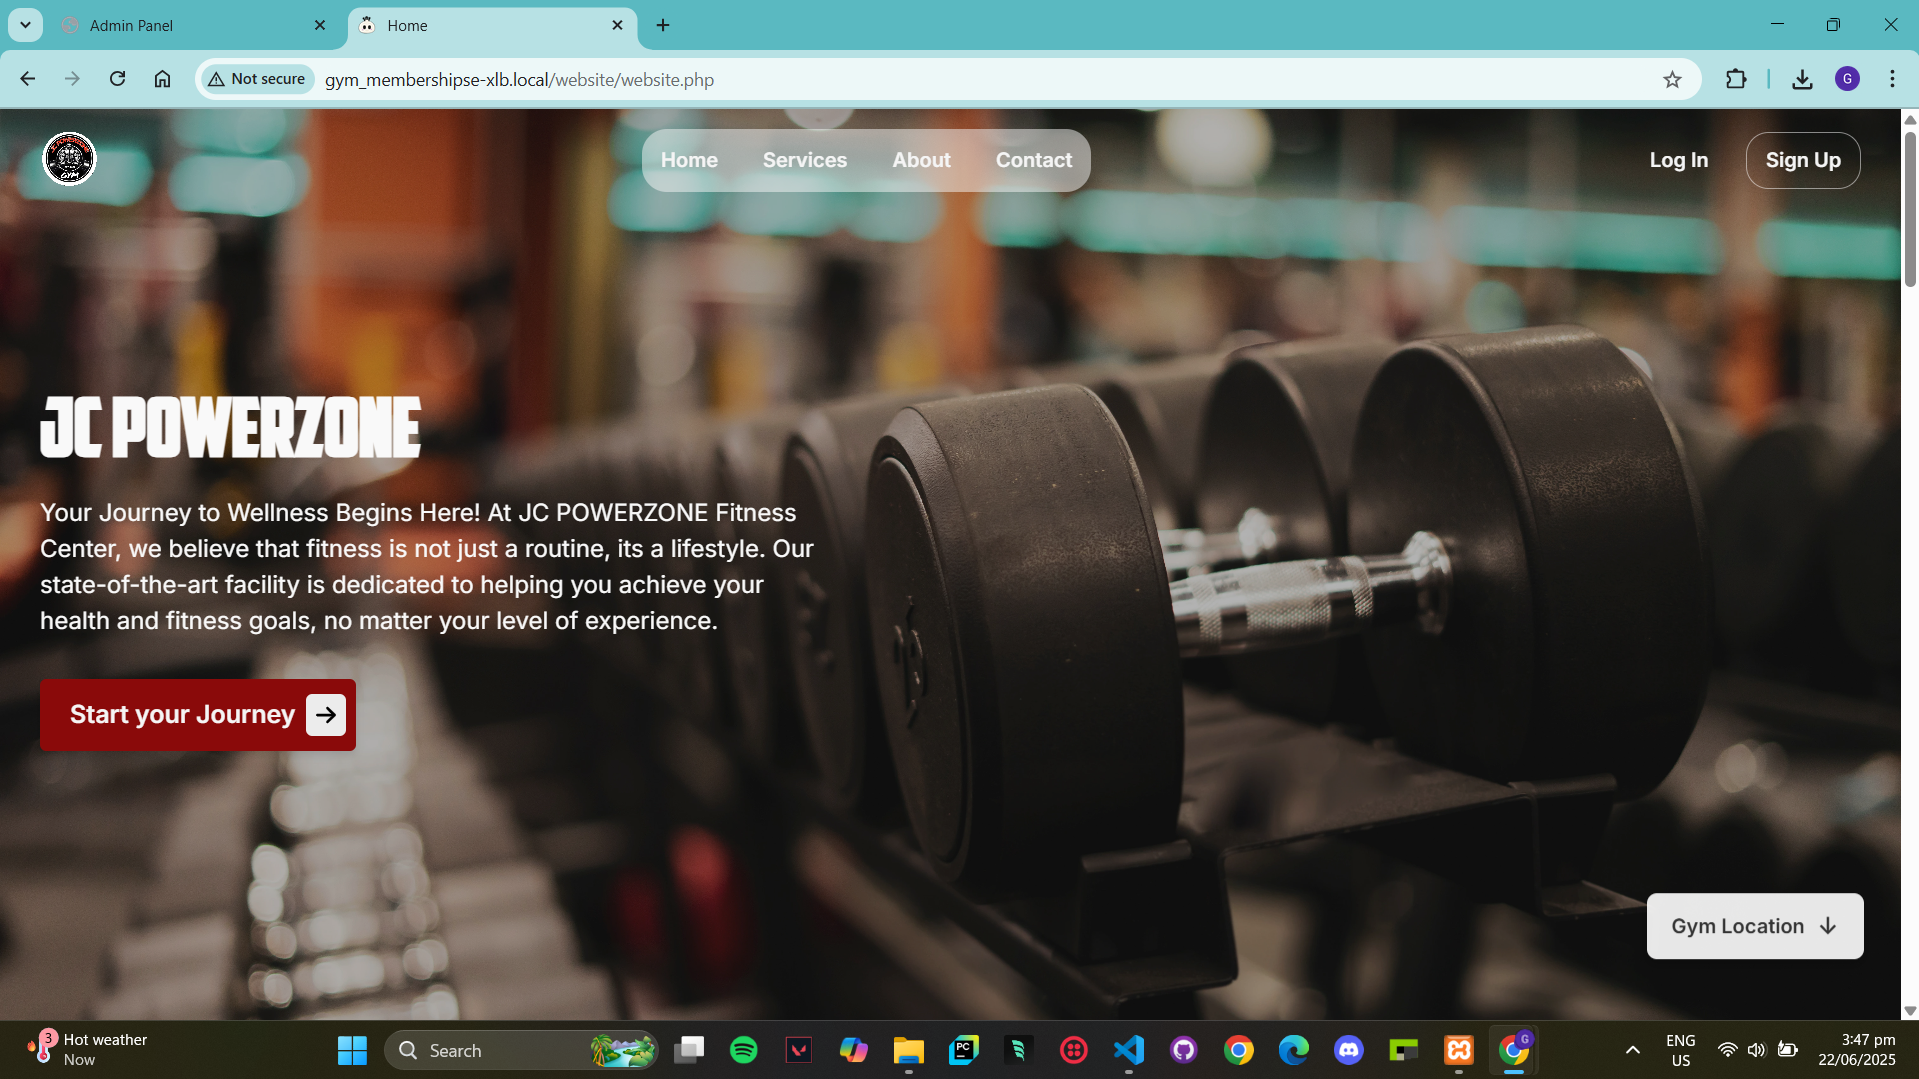 Admin Panel
Home
Not secure
gym_membershipse-xlb.local/website/website.php
G
Home
Services
About
Contact
Log In
Sign Up
GYM
JC POWERZONE
Your Journey to Wellness Begins Here! At JC POWERZONE Fitness
Center, we believe that fitness is not just a routine, its a lifestyle. Our
state-of-the-art facility is dedicated to helping you achieve your
health and fitness goals, no matter your level of experience.
Start your Journey
Gym Location
3
Hot weather
Now
Search
PC
G
ENG
US
3:47 pm
22/06/2025